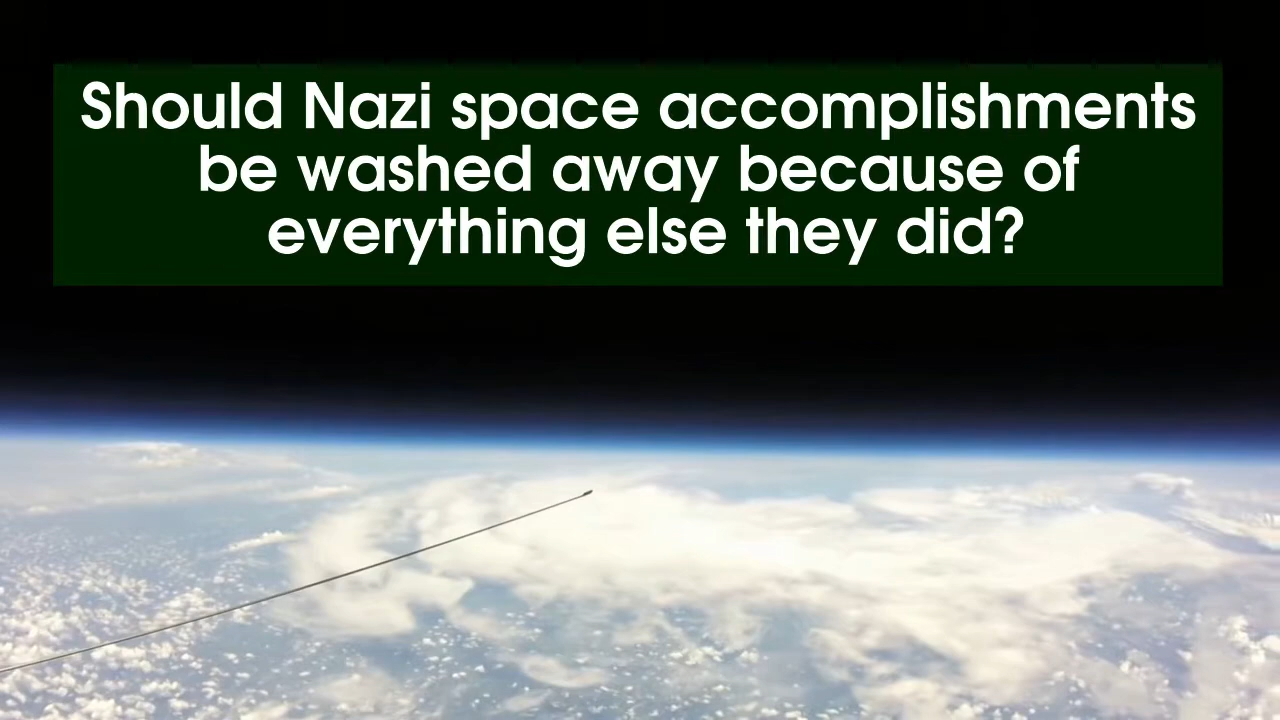 Should Nazi space accomplishments
be washed away because of
everything else they did?